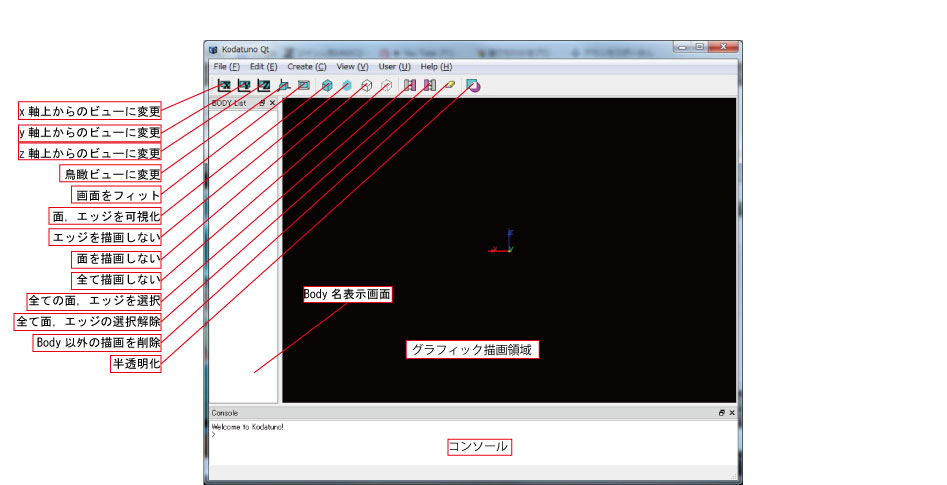 Kodatuno Qt
File (F) Edit (E) Create (C) View (V) User (U) Help (H)
BODY List
x 軸上からのビューに変更
y 軸上からのビューに変更
z 軸上からのビューに変更
鳥瞰ビューに変更
画面をフィット
面，エッジを可視化
エッジを描画しない
面を描画しない
全て描画しない
全ての面，エッジを選択
全て面，エッジの選択解除
Body 以外の描画を削除
半透明化
Body 名表示画面
グラフィック描画領域
Console
Welcome to Kodatuno!
>
コンソール